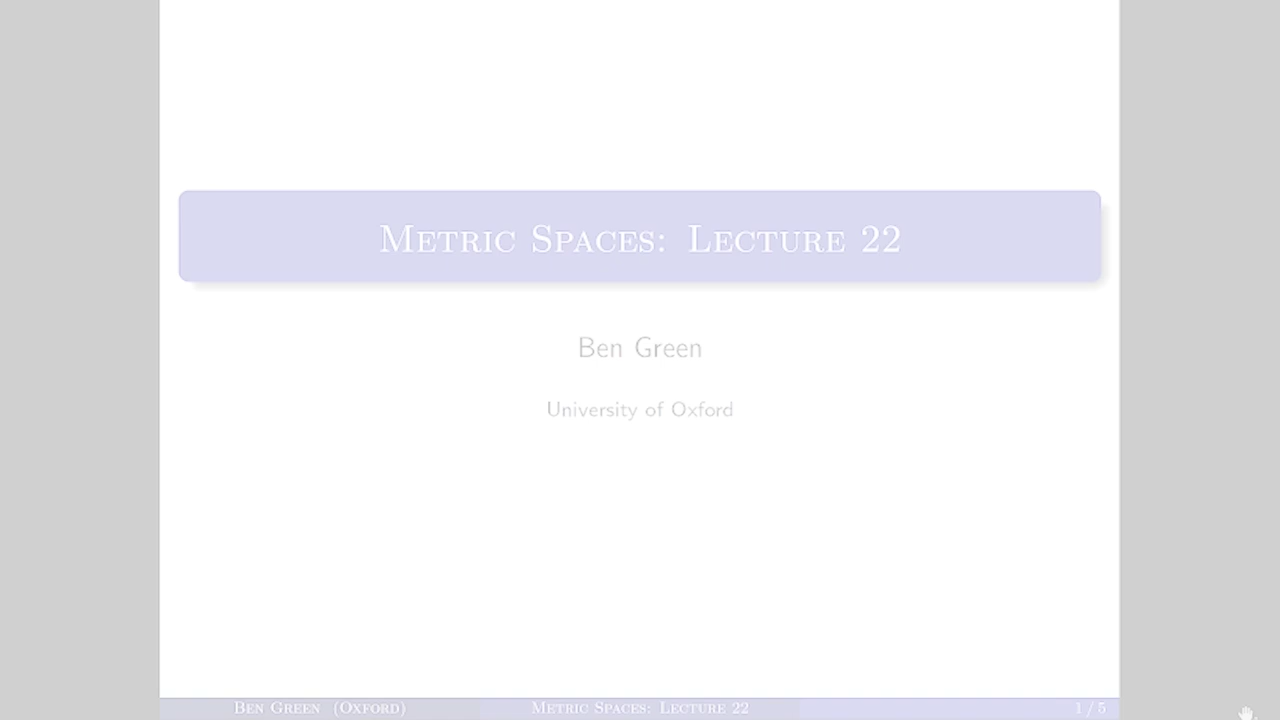 Metric Spaces: Lecture 22
Ben Green
University of Oxford
Ben Green (Oxford) Metric Spaces: Lecture 22 1 / 5